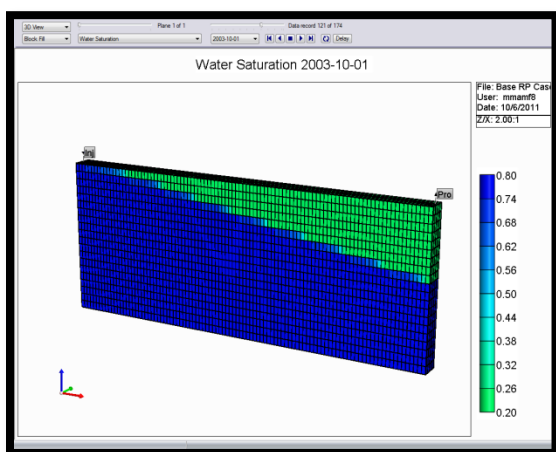 3D View Plane 1 of 1 Data record 121 of 174
Block Fill Water Saturation 2003-10-01 Delay
Water Saturation 2003-10-01
File: Base RP Cas
User: mmamf8
Date: 10/6/2011
Z/X: 2.00:1
Inj
Pro
0.80
0.74
0.68
0.62
0.56
0.50
0.44
0.38
0.32
0.26
0.20